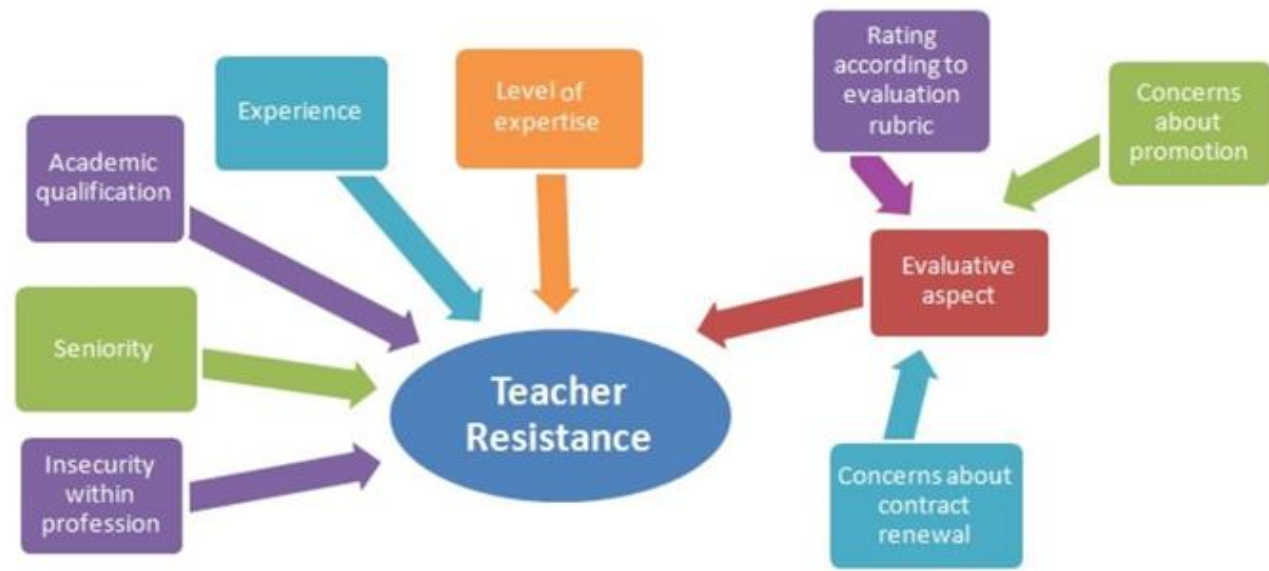 Rating
according to
evaluation
rubric
Concerns
about
promotion
Level of
expertise
Experience
Academic
qualification
Evaluative
aspect
Seniority
Teacher
Resistance
Insecurity
within
profession
Concerns about
contract
renewal